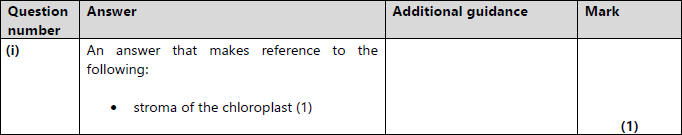 Question number Answer Additional guidance Mark
(i) An answer that makes reference to the
following:
• stroma of the chloroplast (1)
(1)